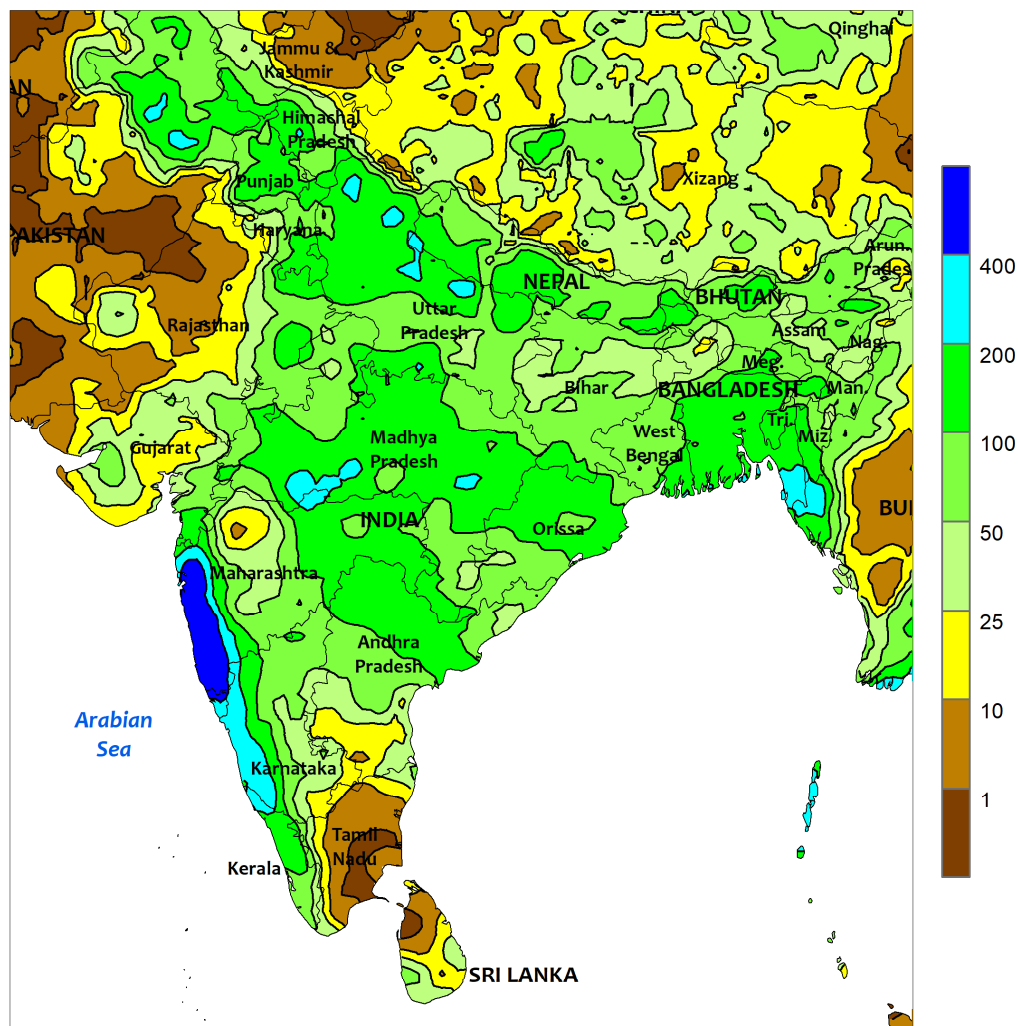 Qinghai
Jammu &
Kashmir
AN
Himachal
Pradesh
Punjab
Xizang
Haryana
PAKISTAN
Arun.
Prades
NEPAL
BHUTAN
Uttar
Pradesh
Rajasthan
Assam
Nag.
Meg.
Bihar
BANGLADESH
Man.
Tri.
Miz.
West
Bengal
Gujarat
Madhya
Pradesh
INDIA
Orissa
BUI
Maharashtra
Andhra
Pradesh
Arabian
Sea
Karnataka
Tamil
Nadu
Kerala
SRI LANKA
400
200
100
50
25
10
1